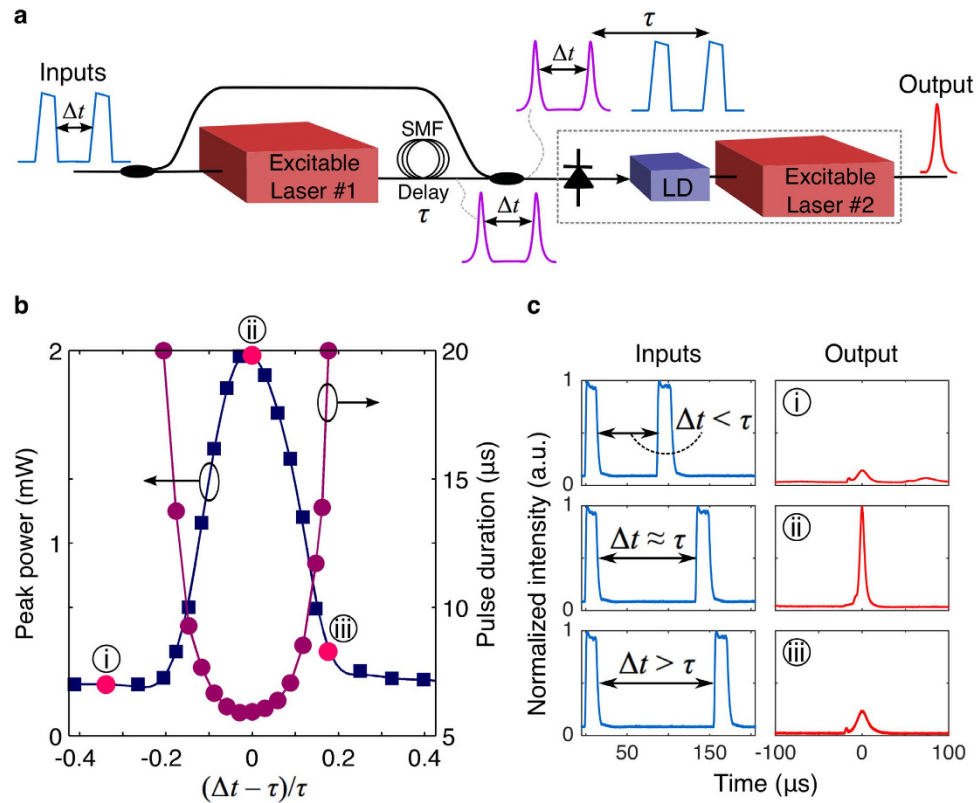 a
Inputs
Δt
Excitable
Laser #1
SMF
Delay
τ
Δt
Δt
τ
LD
Excitable
Laser #2
Output
b
Peak power (mW)
2
1
0
i
ii
iii
20
15
10
5
Pulse duration (µs)
-0.4 -0.2 0 0.2 0.4
(Δt − τ)/τ
c
Inputs Output
Normalized intensity (a.u.)
1
0
Δt < τ
i
1
0
Δt ≈ τ
ii
1
0
Δt > τ
iii
50 150 -100 0 100
Time (µs)